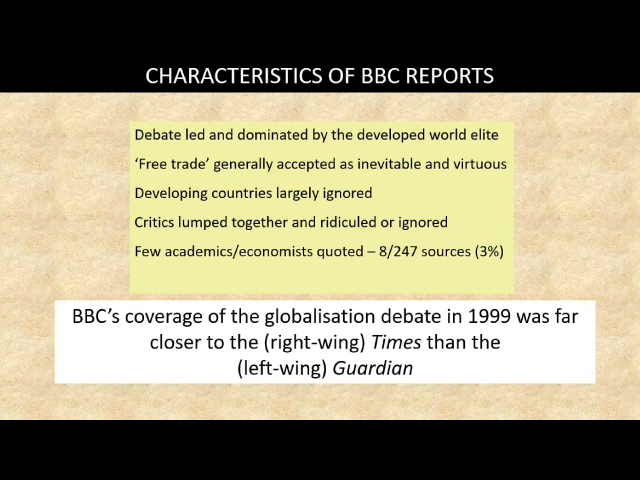 CHARACTERISTICS OF BBC REPORTS
Debate led and dominated by the developed world elite
‘Free trade’ generally accepted as inevitable and virtuous
Developing countries largely ignored
Critics lumped together and ridiculed or ignored
Few academics/economists quoted – 8/247 sources (3%)
BBC’s coverage of the globalisation debate in 1999 was far
closer to the (right-wing) Times than the
(left-wing) Guardian